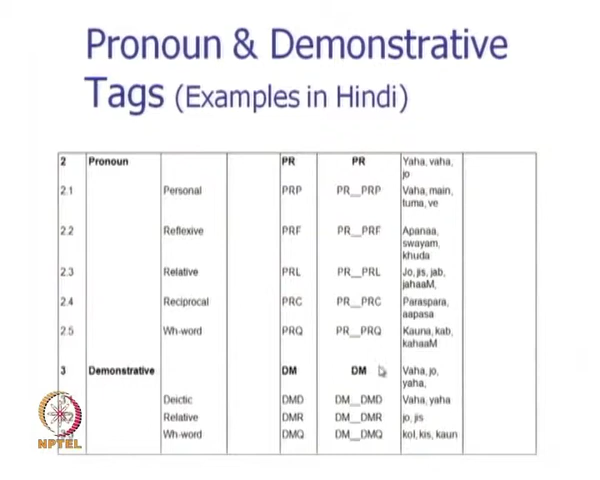 Pronoun & Demonstrative
Tags (Examples in Hindi)
2 Pronoun PR PR Yaha, vaha,
jo
2.1 Personal PRP PR__PRP Vaha, main,
tuma, ve
2.2 Reflexive PRF PR__PRF Apanaa,
swayam,
khuda
2.3 Relative PRL PR__PRL Jo, jis, jab,
jahaaM,
2.4 Reciprocal PRC PR__PRC Paraspara,
aapasa
2.5 Wh-word PRQ PR__PRQ Kauna, kab,
kahaaM
3 Demonstrative DM DM Vaha, jo,
yaha,
Deictic DMD DM__DMD Vaha, yaha
Relative DMR DM__DMR jo, jis
Wh-word DMQ DM__DMQ koI, kis, kaun
NPTEL